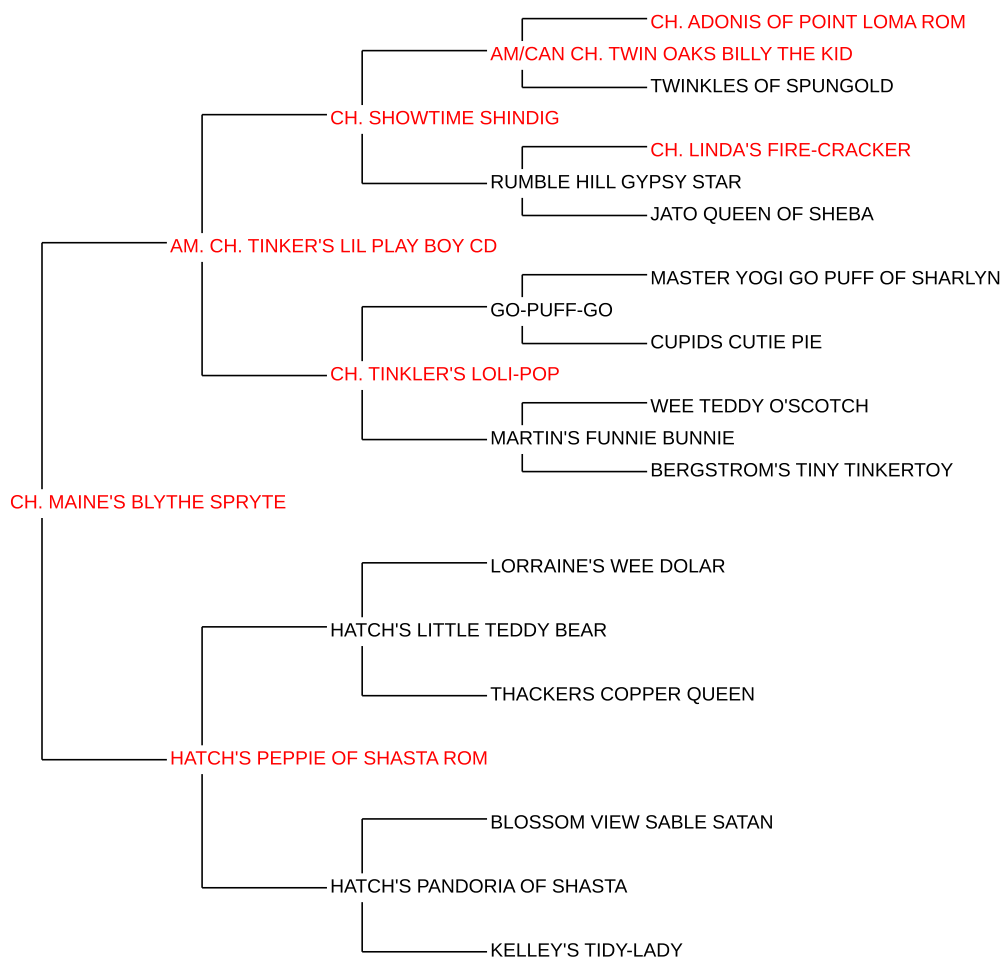 CH. ADONIS OF POINT LOMA ROM
AM/CAN CH. TWIN OAKS BILLY THE KID
TWINKLES OF SPUNGOLD
CH. SHOWTIME SHINDIG
CH. LINDA'S FIRE-CRACKER
RUMBLE HILL GYPSY STAR
JATO QUEEN OF SHEBA
AM. CH. TINKER'S LIL PLAY BOY CD
MASTER YOGI GO PUFF OF SHARLYN
GO-PUFF-GO
CUPIDS CUTIE PIE
CH. TINKLER'S LOLI-POP
WEE TEDDY O'SCOTCH
MARTIN'S FUNNIE BUNNIE
BERGSTROM'S TINY TINKERTOY
CH. MAINE'S BLYTHE SPRYTE
LORRAINE'S WEE DOLAR
HATCH'S LITTLE TEDDY BEAR
THACKERS COPPER QUEEN
HATCH'S PEPPIE OF SHASTA ROM
BLOSSOM VIEW SABLE SATAN
HATCH'S PANDORIA OF SHASTA
KELLEY'S TIDY-LADY